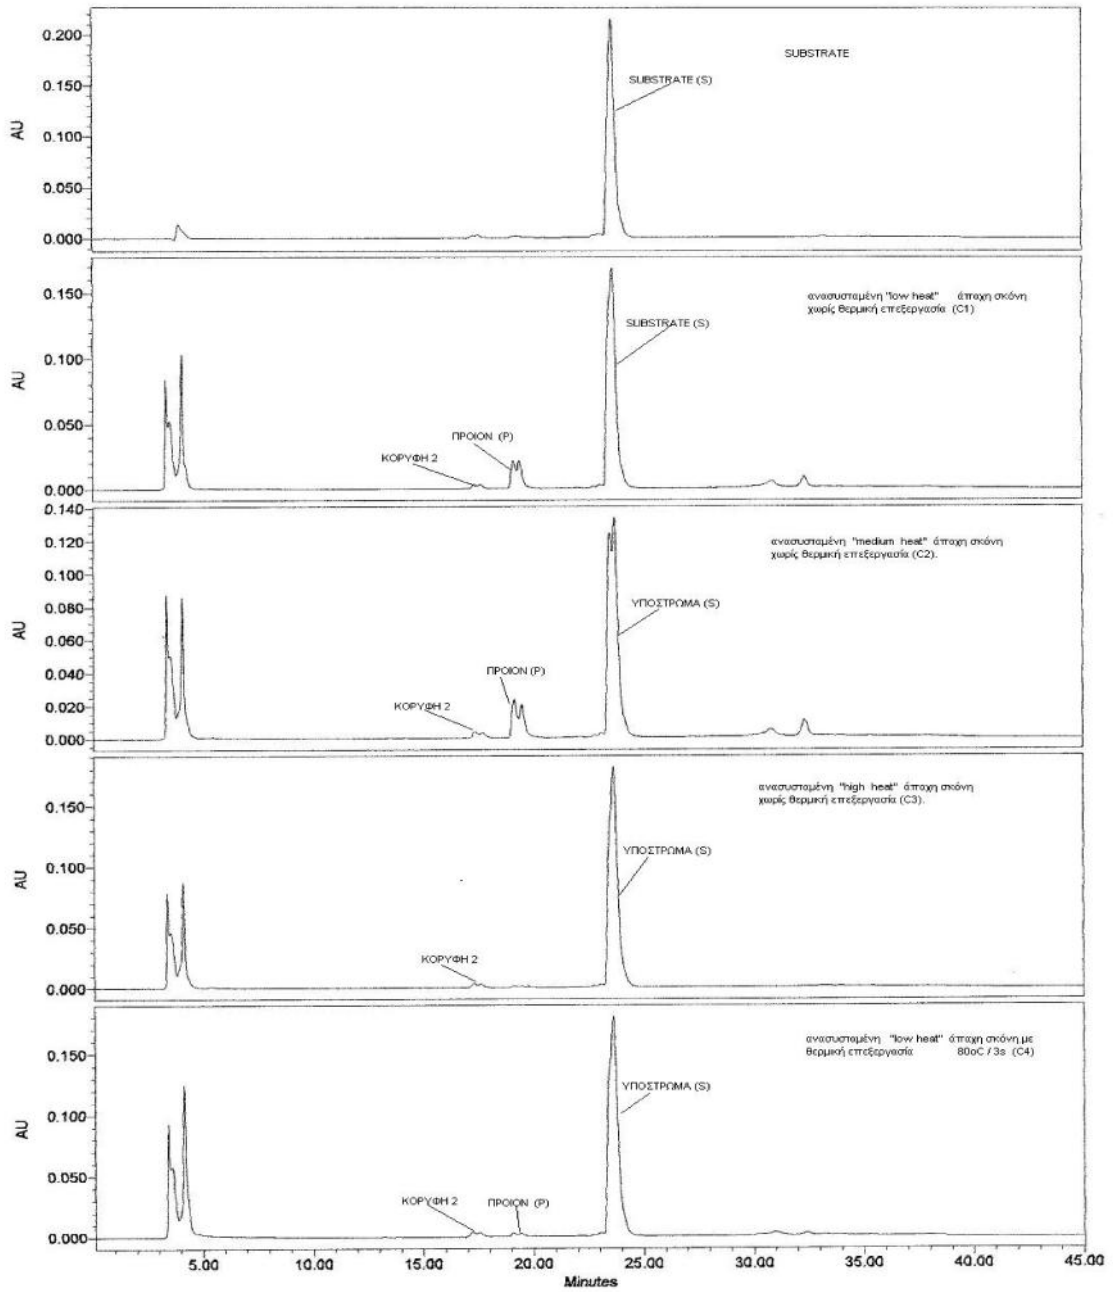 0.200
0.150
0.100
0.050
0.000
AU
SUBSTRATE
SUBSTRATE (S)
0.150
0.100
0.050
0.000
AU
ανασυσταμένη "low heat" άπαχη σκόνη
χωρίς θερμική επεξεργασία (C1)
SUBSTRATE (S)
ΠΡΟΙΟΝ (P)
ΚΟΡΥΦΗ 2
0.140
0.120
0.100
0.080
0.060
0.040
0.020
0.000
AU
ανασυσταμένη "medium heat" άπαχη σκόνη
χωρίς θερμική επεξεργασία (C2).
ΥΠΟΣΤΡΩΜΑ (S)
ΠΡΟΙΟΝ (P)
ΚΟΡΥΦΗ 2
0.150
0.100
0.050
0.000
AU
ανασυσταμένη "high heat" άπαχη σκόνη
χωρίς θερμική επεξεργασία (C3).
ΥΠΟΣΤΡΩΜΑ (S)
ΚΟΡΥΦΗ 2
0.150
0.100
0.050
0.000
AU
ανασυσταμένη "low heat" άπαχη σκόνη,με
θερμική επεξεργασία 80oC / 3s (C4)
ΥΠΟΣΤΡΩΜΑ (S)
ΚΟΡΥΦΗ 2 ΠΡΟΙΟΝ (P)
5.00 10.00 15.00 20.00 25.00 30.00 35.00 40.00 45.00
Minutes